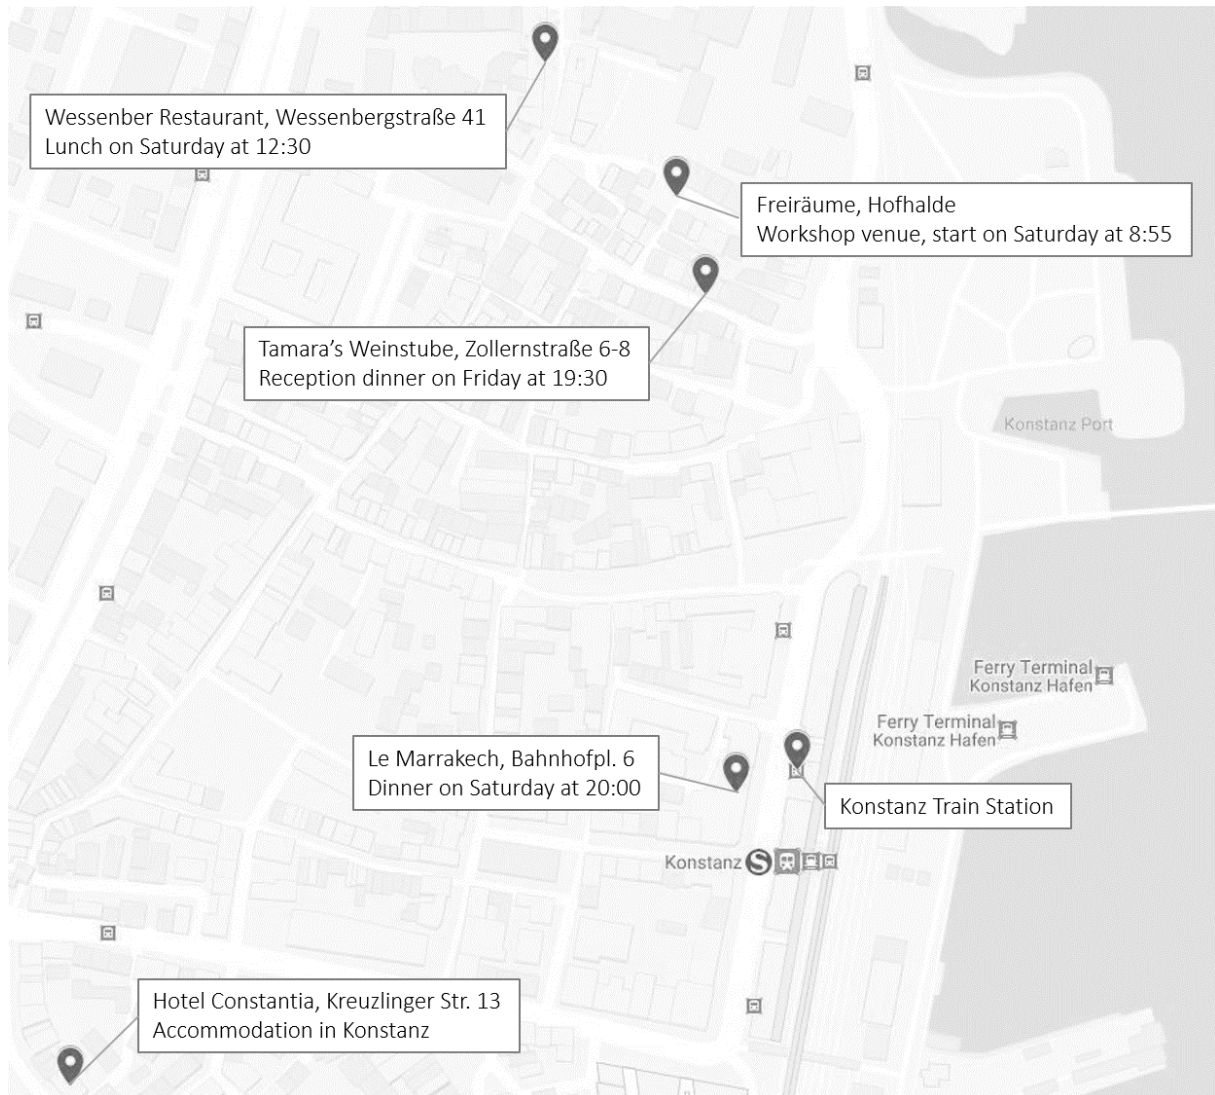 Wessenber Restaurant, Wessenbergstraße 41
Lunch on Saturday at 12:30
Freiräume, Hofhalde
Workshop venue, start on Saturday at 8:55
Tamara’s Weinstube, Zollernstraße 6-8
Reception dinner on Friday at 19:30
Konstanz Port
Ferry Terminal
Konstanz Hafen
Ferry Terminal
Konstanz Hafen
Le Marrakech, Bahnhofpl. 6
Dinner on Saturday at 20:00
Konstanz Train Station
Konstanz S
Hotel Constantia, Kreuzlinger Str. 13
Accommodation in Konstanz